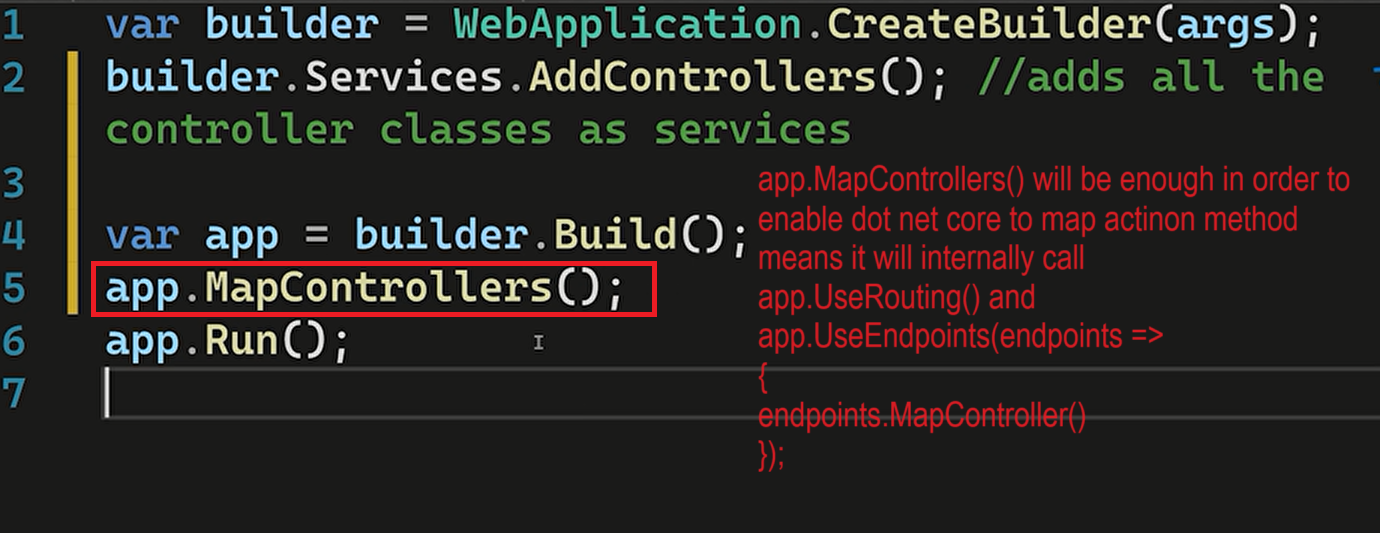 1 var builder = WebApplication.CreateBuilder(args);
2 builder.Services.AddControllers(); //adds all the
controller classes as services
3
4 var app = builder.Build();
5 app.MapControllers();
6 app.Run();
7
app.MapControllers() will be enough in order to
enable dot net core to map actinon method
means it will internally call
app.UseRouting() and
app.UseEndpoints(endpoints =>
{
endpoints.MapController()
});